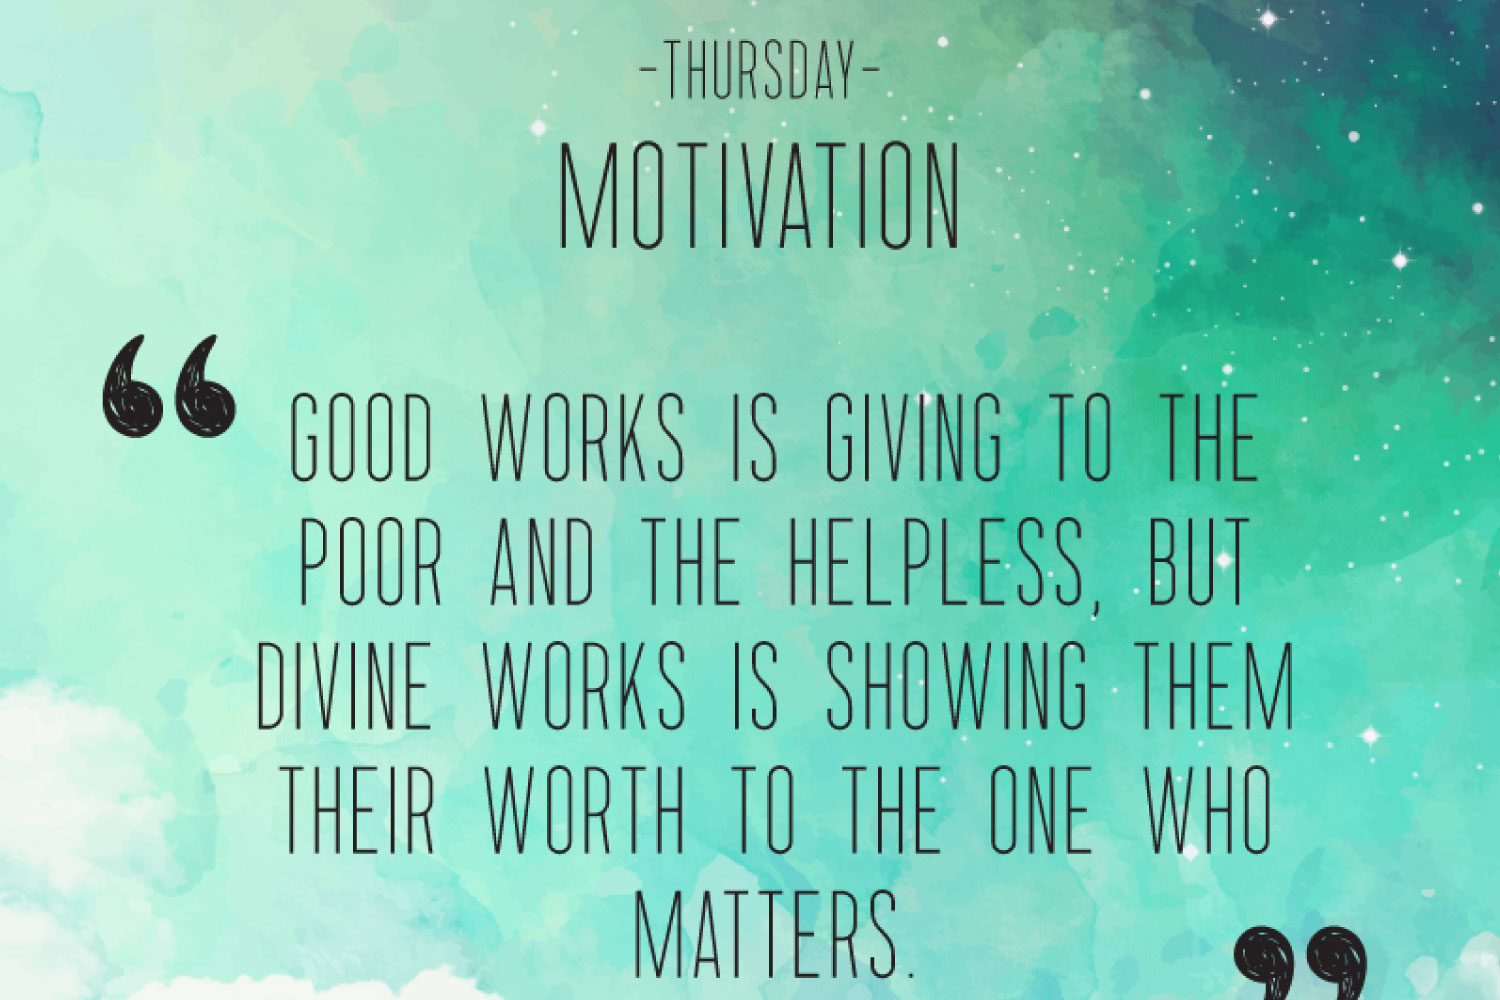 -THURSDAY-
MOTIVATION
“GOOD WORKS IS GIVING TO THE
POOR AND THE HELPLESS, BUT
DIVINE WORKS IS SHOWING THEM
THEIR WORTH TO THE ONE WHO
MATTERS.”